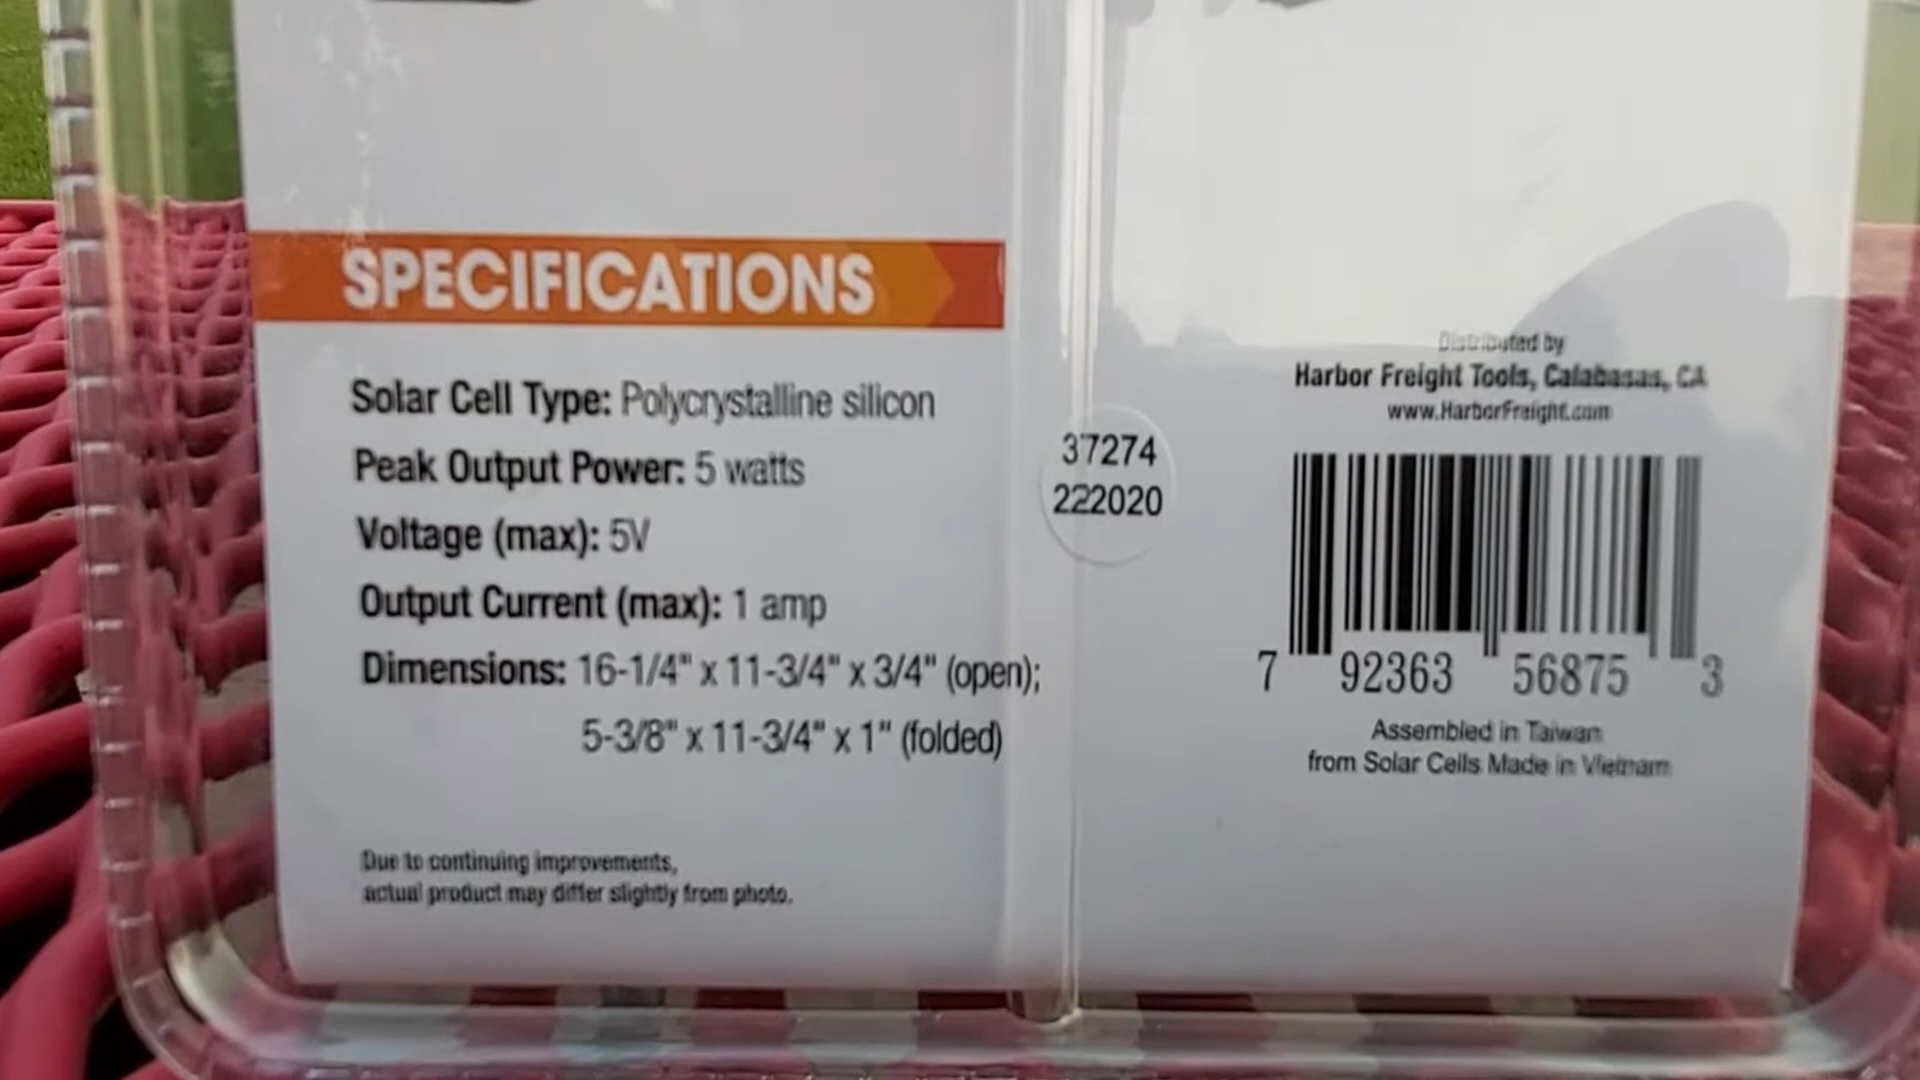 SPECIFICATIONS
Solar Cell Type: Polycrystalline silicon
Peak Output Power: 5 watts
Voltage (max): 5V
Output Current (max): 1 amp
Dimensions: 16-1/4" x 11-3/4" x 3/4" (open);
5-3/8" x 11-3/4" x 1" (folded)
Due to continuing improvements,
actual product may differ slightly from photo.
37274
222020
Distributed by
Harbor Freight Tools, Calabasas, CA
www.HarborFreight.com
7 92363 56875 3
Assembled in Taiwan
from Solar Cells Made in Vietnam